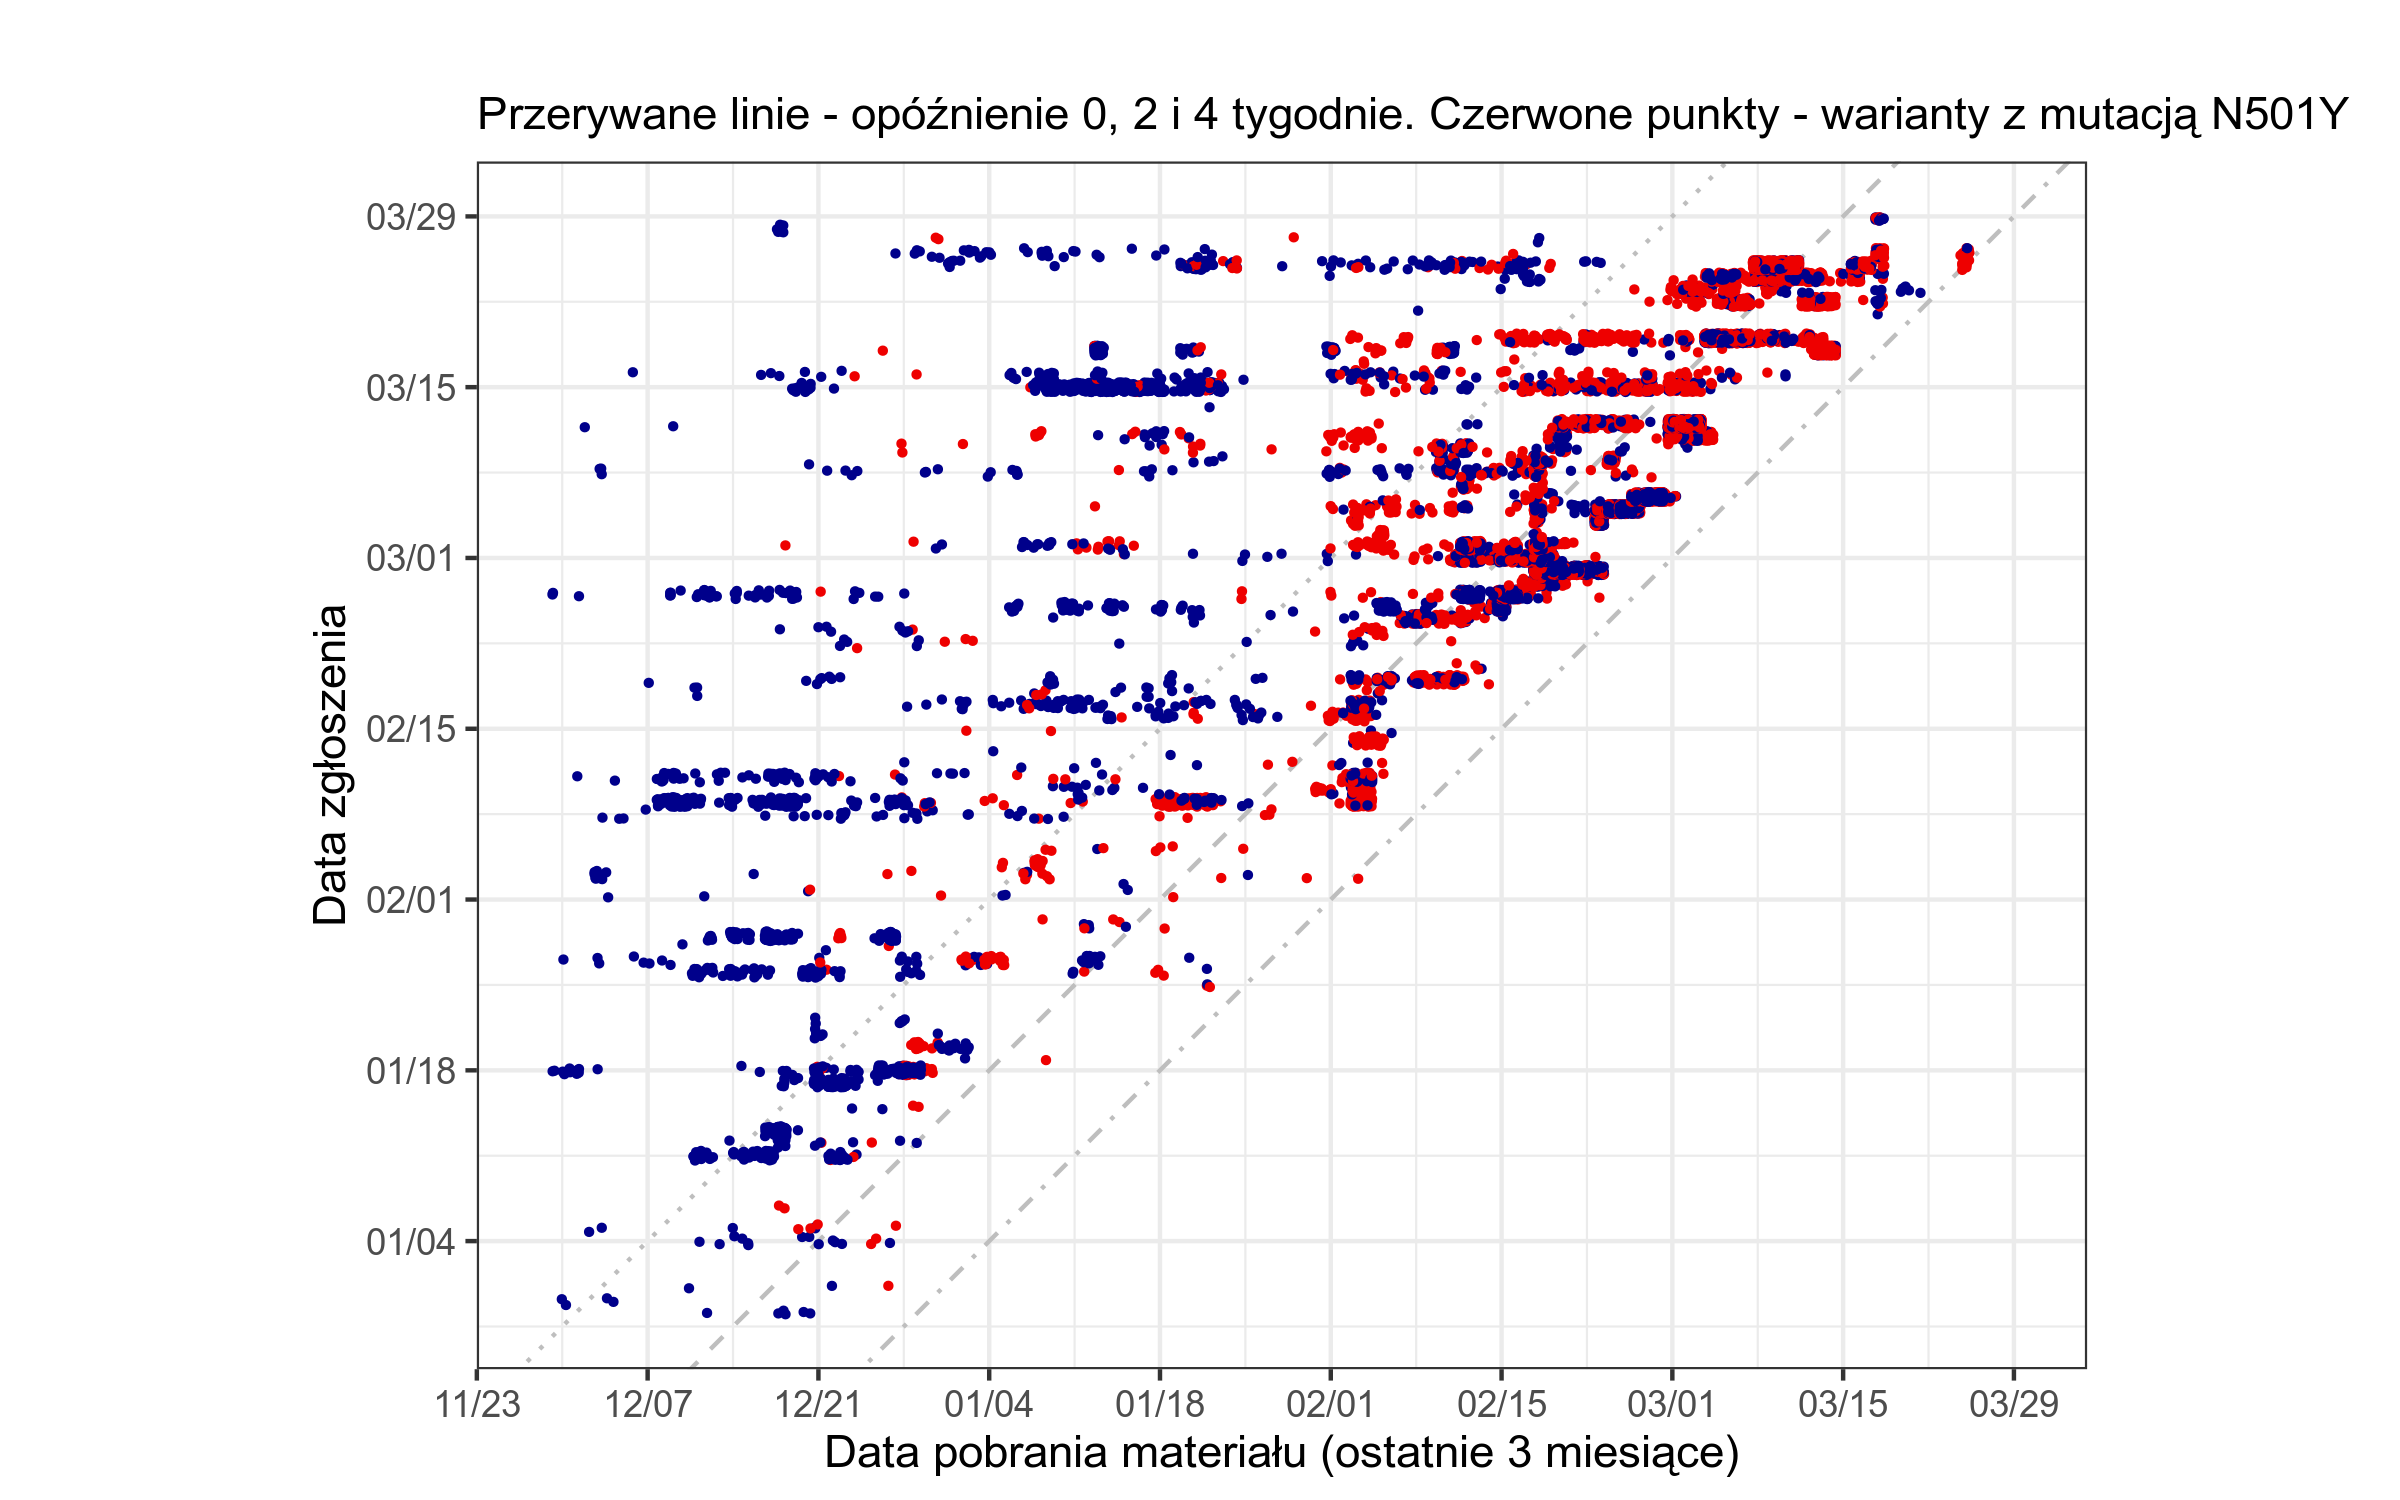 Przerywane linie - opóźnienie 0, 2 i 4 tygodnie. Czerwone punkty - warianty z mutacją N501Y
Data zgłoszenia
03/29
03/15
03/01
02/15
02/01
01/18
01/04
11/23 12/07 12/21 01/04 01/18 02/01 02/15 03/01 03/15 03/29
Data pobrania materiału (ostatnie 3 miesiące)